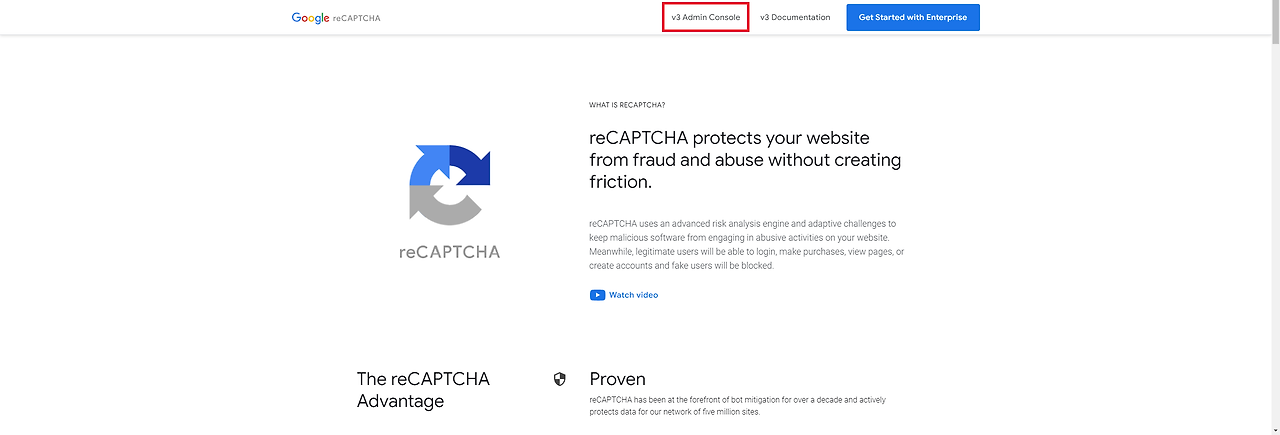 Google reCAPTCHA
v3 Admin Console
v3 Documentation
Get Started with Enterprise
WHAT IS RECAPTCHA?
reCAPTCHA protects your website
from fraud and abuse without creating
friction.
reCAPTCHA
reCAPTCHA uses an advanced risk analysis engine and adaptive challenges to
keep malicious software from engaging in abusive activities on your website.
Meanwhile, legitimate users will be able to login, make purchases, view pages, or
create accounts and fake users will be blocked.
Watch video
The reCAPTCHA
Advantage
Proven
reCAPTCHA has been at the forefront of bot mitigation for over a decade and actively
protects data for our network of five million sites.